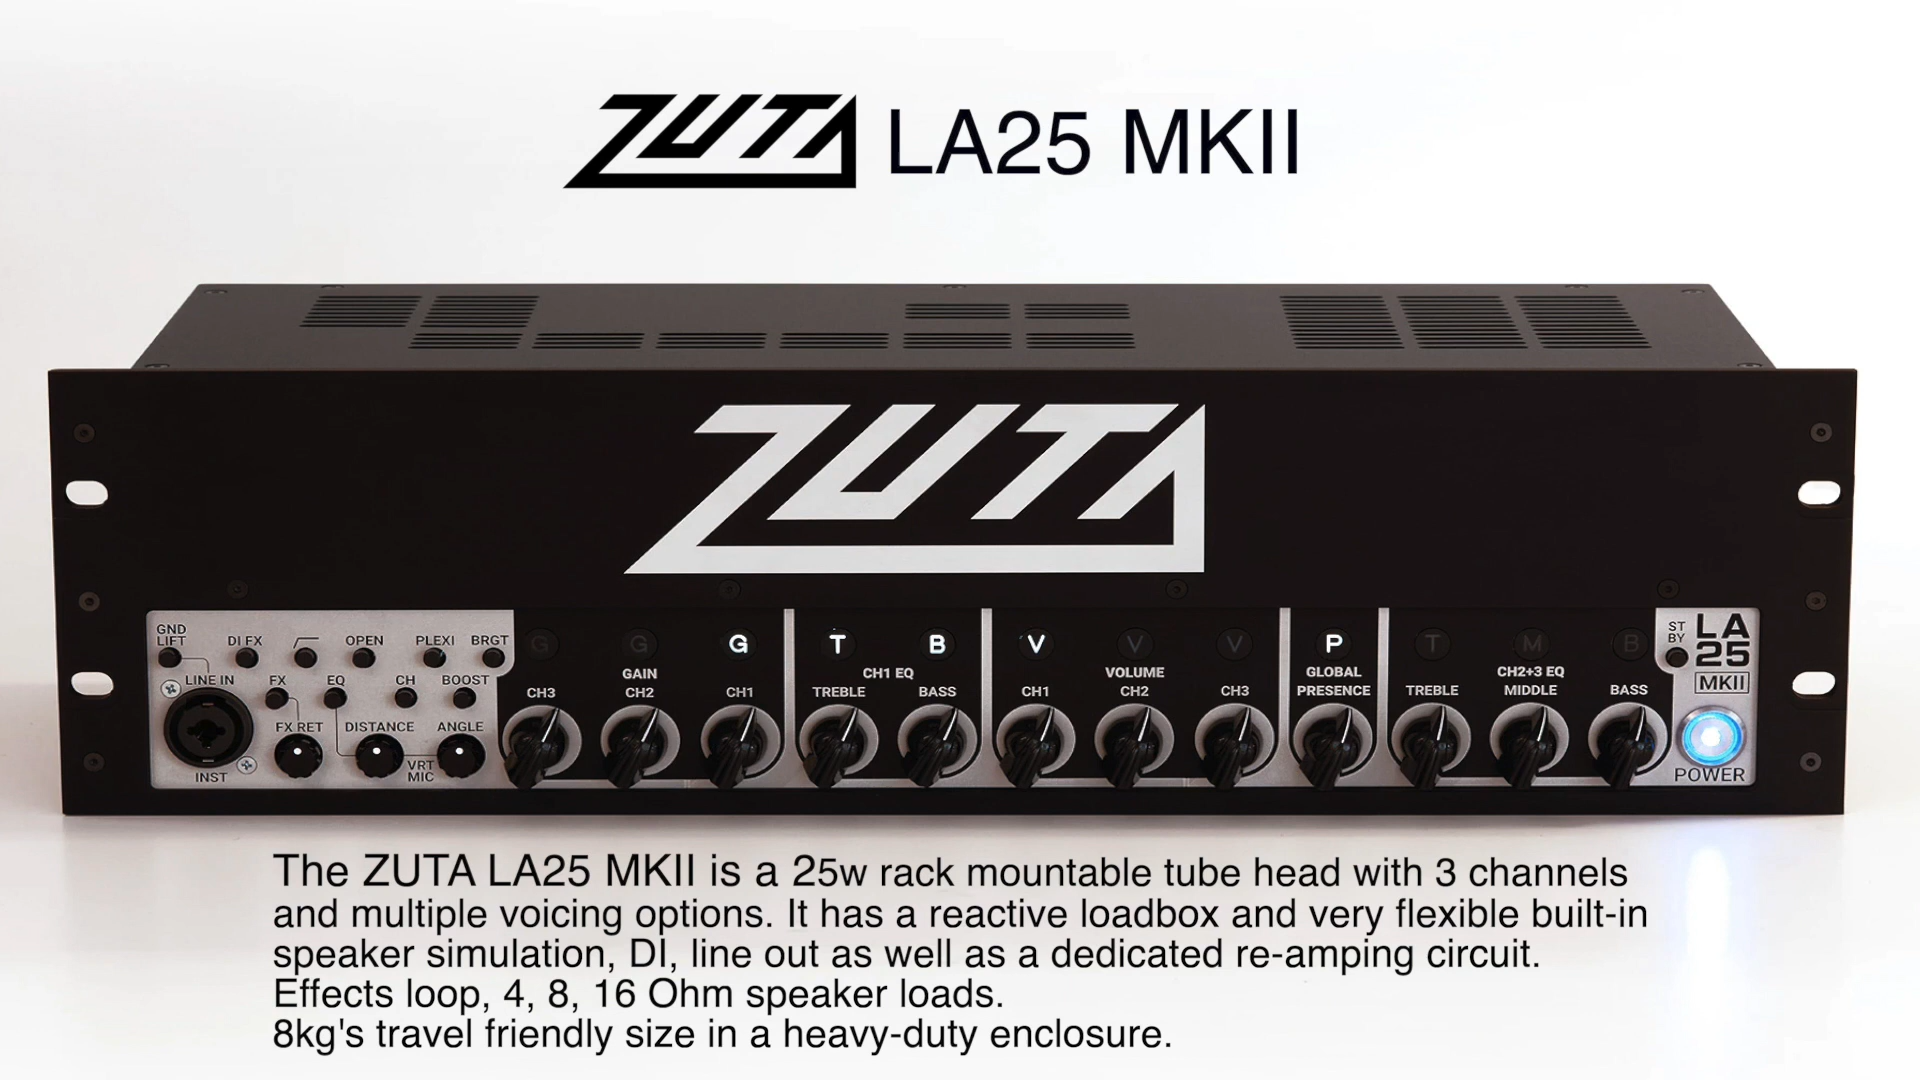 ZUTA LA25 MKII
ZUTA
GND
LIFT
DI FX
OPEN
PLEXI
BRGT
LINE IN
FX
EQ
CH
BOOST
FX RET
DISTANCE
ANGLE
VRT
MIC
INST
G G G T B V V V P T M B
GAIN
CH3 CH2 CH1
CH1 EQ
TREBLE BASS
VOLUME
CH1 CH2 CH3
GLOBAL
PRESENCE
CH2+3 EQ
TREBLE MIDDLE BASS
ST
BY
LA
25
MKII
POWER
The ZUTA LA25 MKII is a 25w rack mountable tube head with 3 channels
and multiple voicing options. It has a reactive loadbox and very flexible built-in
speaker simulation, DI, line out as well as a dedicated re-amping circuit.
Effects loop, 4, 8, 16 Ohm speaker loads.
8kg's travel friendly size in a heavy-duty enclosure.